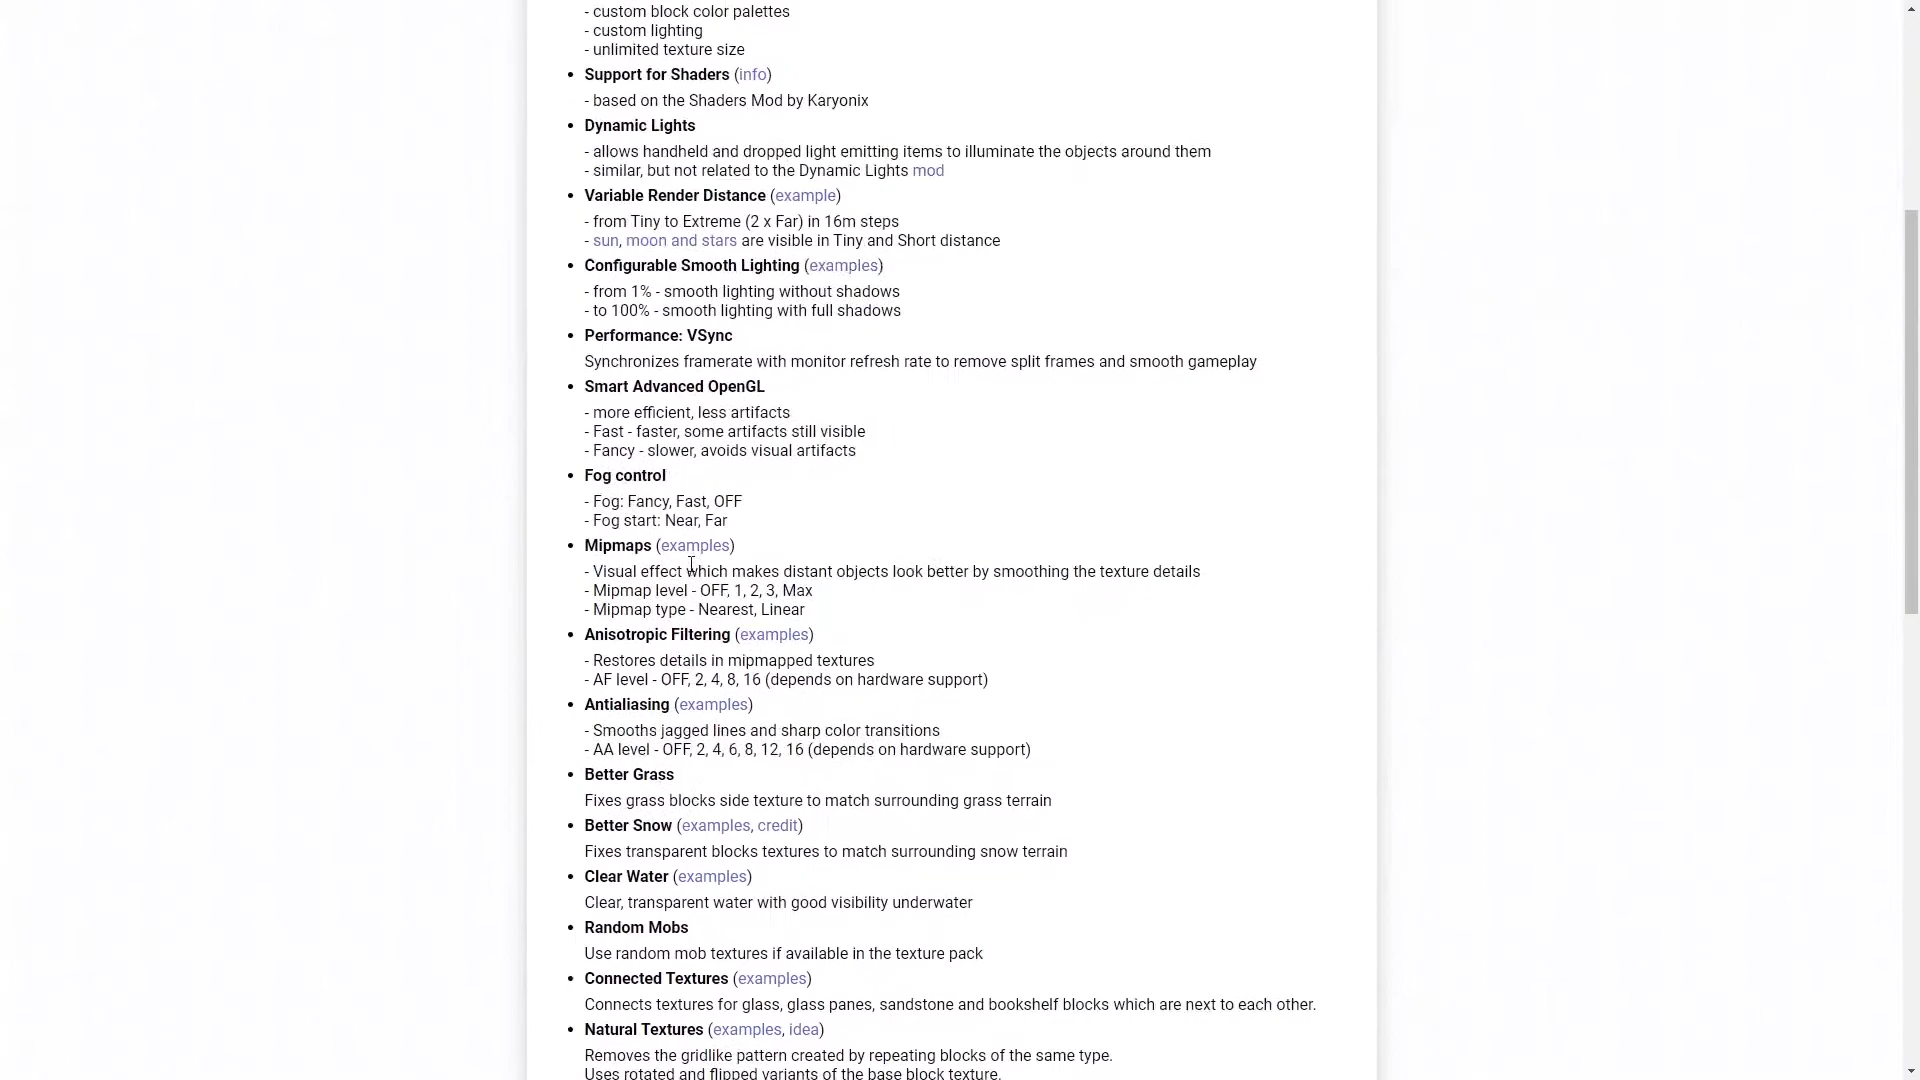 - custom block color palettes
- custom lighting
- unlimited texture size
• Support for Shaders (info)
- based on the Shaders Mod by Karyonix
• Dynamic Lights
- allows handheld and dropped light emitting items to illuminate the objects around them
- similar, but not related to the Dynamic Lights mod
• Variable Render Distance (example)
- from Tiny to Extreme (2 x Far) in 16m steps
- sun, moon and stars are visible in Tiny and Short distance
• Configurable Smooth Lighting (examples)
- from 1% - smooth lighting without shadows
- to 100% - smooth lighting with full shadows
• Performance: VSync
Synchronizes framerate with monitor refresh rate to remove split frames and smooth gameplay
• Smart Advanced OpenGL
- more efficient, less artifacts
- Fast - faster, some artifacts still visible
- Fancy - slower, avoids visual artifacts
• Fog control
- Fog: Fancy, Fast, OFF
- Fog start: Near, Far
• Mipmaps (examples)
- Visual effect which makes distant objects look better by smoothing the texture details
- Mipmap level - OFF, 1, 2, 3, Max
- Mipmap type - Nearest, Linear
• Anisotropic Filtering (examples)
- Restores details in mipmapped textures
- AF level - OFF, 2, 4, 8, 16 (depends on hardware support)
• Antialiasing (examples)
- Smooths jagged lines and sharp color transitions
- AA level - OFF, 2, 4, 6, 8, 12, 16 (depends on hardware support)
• Better Grass
Fixes grass blocks side texture to match surrounding grass terrain
• Better Snow (examples, credit)
Fixes transparent blocks textures to match surrounding snow terrain
• Clear Water (examples)
Clear, transparent water with good visibility underwater
• Random Mobs
Use random mob textures if available in the texture pack
• Connected Textures (examples)
Connects textures for glass, glass panes, sandstone and bookshelf blocks which are next to each other.
• Natural Textures (examples, idea)
Removes the gridlike pattern created by repeating blocks of the same type.
Uses rotated and flipped variants of the base block texture.